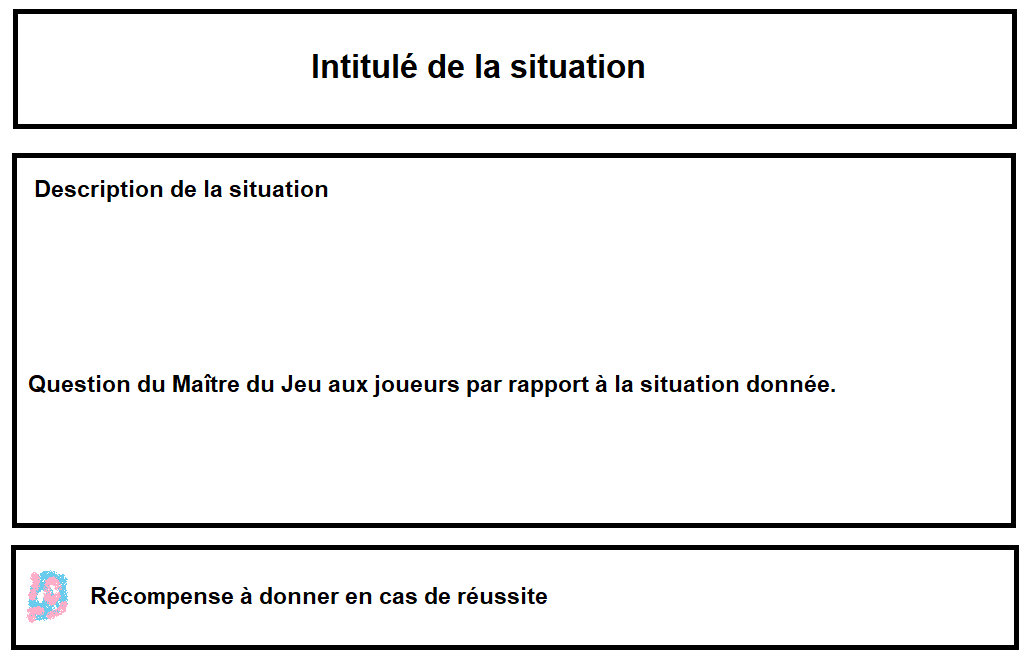 Intitulé de la situation
Description de la situation
Question du Maître du Jeu aux joueurs par rapport à la situation donnée.
Récompense à donner en cas de réussite